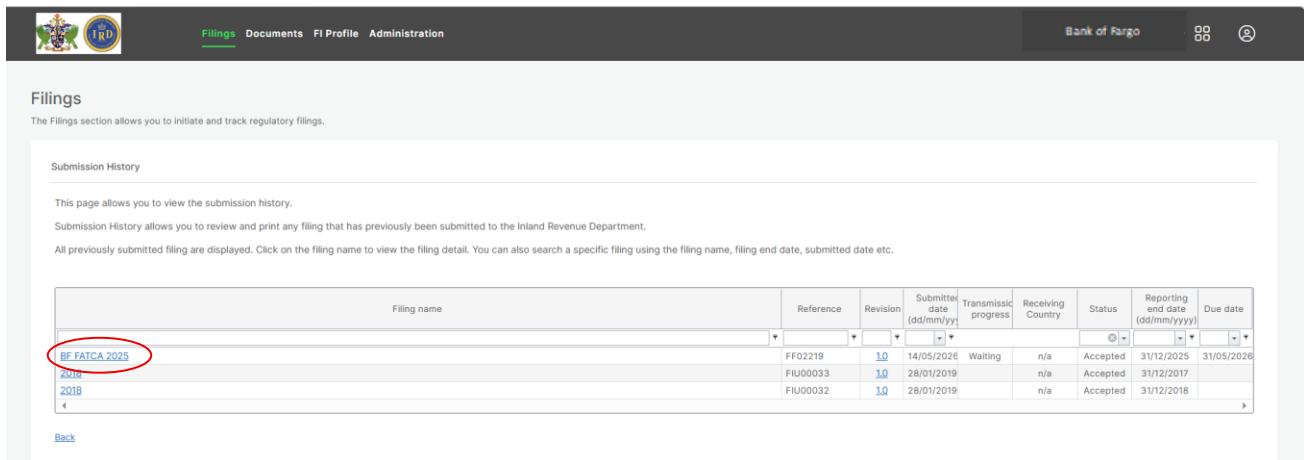 IRD
Filings Documents FI Profile Administration
Bank of Fargo
Filings
The Filings section allows you to initiate and track regulatory filings.
Submission History
This page allows you to view the submission history.
Submission History allows you to review and print any filing that has previously been submitted to the Inland Revenue Department.
All previously submitted filing are displayed. Click on the filing name to view the filing detail. You can also search a specific filing using the filing name, filing end date, submitted date etc.
Filing name Reference Revision Submitted date (dd/mm/yyy Transmissic progress Receiving Country Status Reporting end date (dd/mm/yyyy) Due date
BF FATCA 2025 FF02219 1.0 14/05/2026 Waiting n/a Accepted 31/12/2025 31/05/2026
2018 FIU00033 1.0 28/01/2019 n/a Accepted 31/12/2017
2018 FIU00032 1.0 28/01/2019 n/a Accepted 31/12/2018
Back